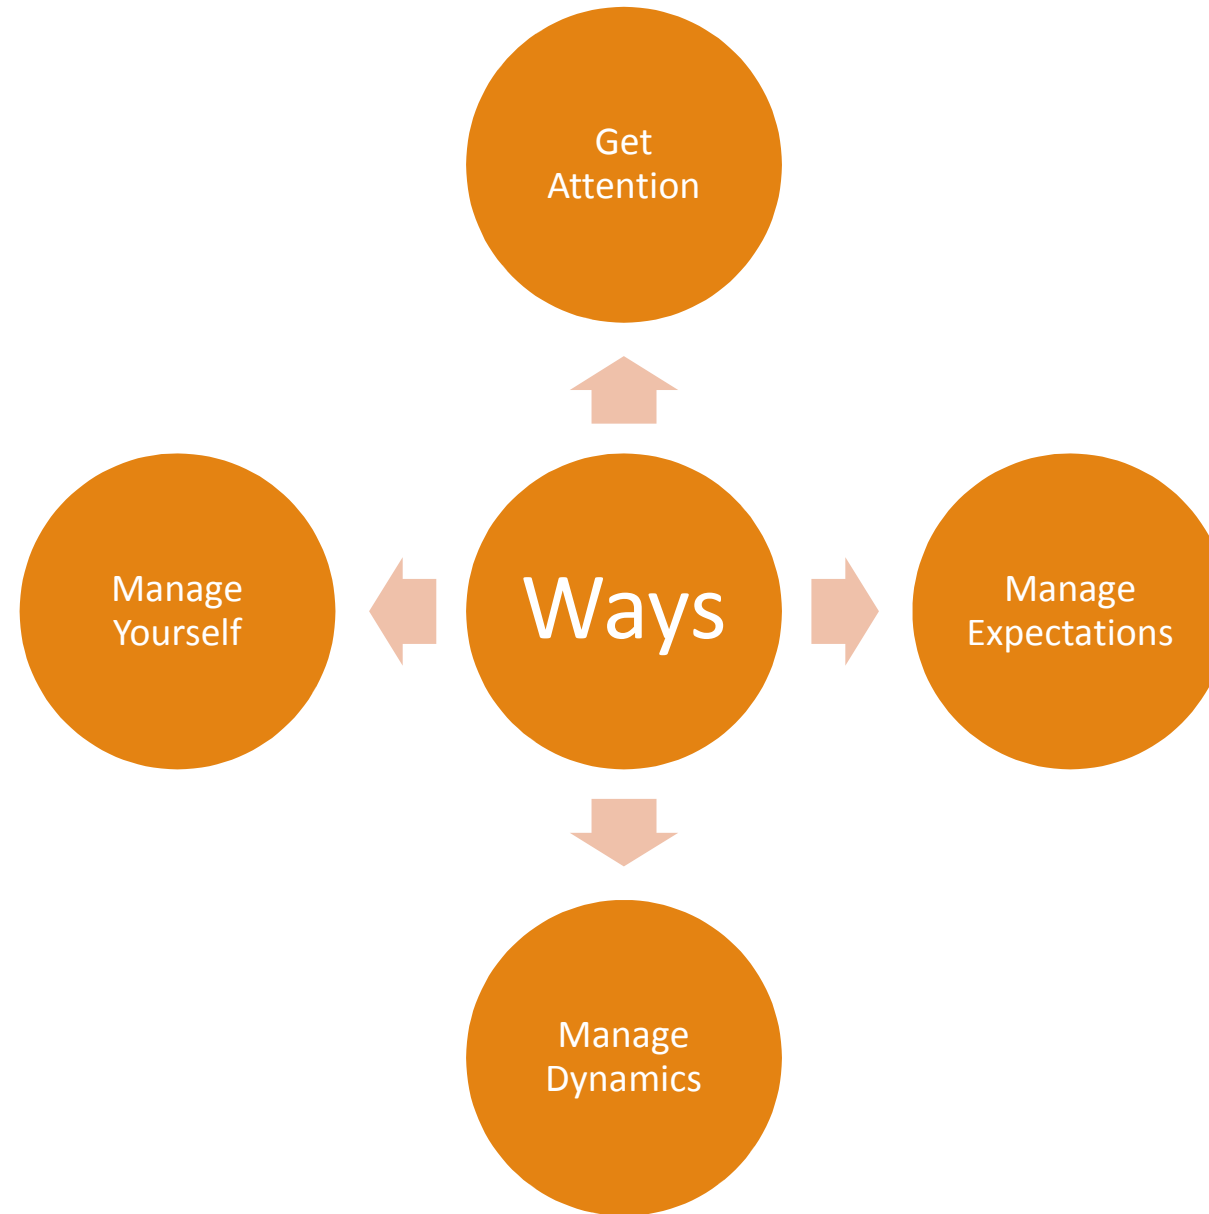 Get
Attention
Manage
Yourself
Ways
Manage
Expectations
Manage
Dynamics